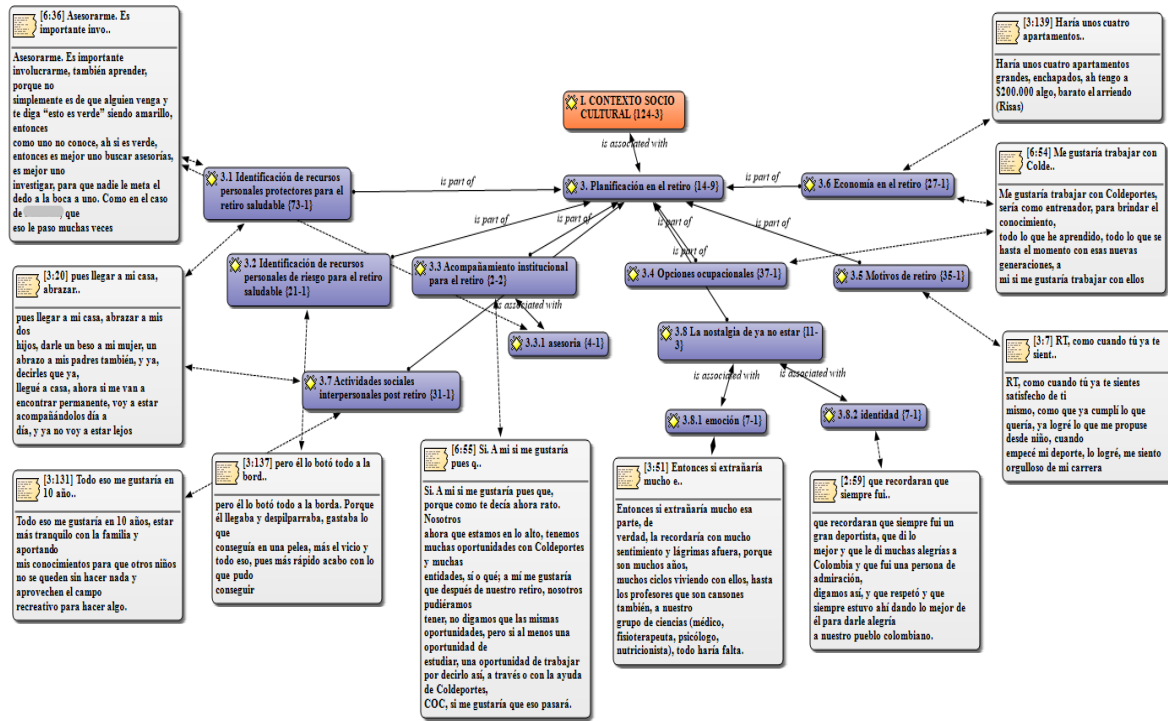 [6:36] Asesorarme. Es
importante invo..
Asesorarme. Es importante
involucrarme, también aprender,
porque no
simplemente es de que alguien venga y
te diga “esto es verde” siendo amarillo,
entonces
como uno no conoce, ah si es verde,
entonces es mejor uno buscar asesorías,
es mejor uno
investigar, para que nadie le meta el
dedo a la boca a uno. Como en el caso
de , que
eso le paso muchas veces
[3:20] pues llegar a mi casa,
abrazar..
pues llegar a mi casa, abrazar a mis
dos
hijos, darle un beso a mi mujer, un
abrazo a mis padres también, y ya,
decirles que ya,
llegué a casa, ahora si me van a
encontrar permanente, voy a estar
acompañándolos día a
día, y ya no voy a estar lejos
[3:131] Todo eso me gustaría en
10 año..
Todo eso me gustaría en 10 años, estar
más tranquilo con la familia y
aportando
mis conocimientos para que otros niños
no se queden sin hacer nada y
aprovechen el campo
recreativo para hacer algo.
I. CONTEXTO SOCIO
CULTURAL {124-3}
is associated with
3. Planificación en el retiro {14-9}
is part of
is part of
is part of
is part of
is part of
is part of
3.1 Identificación de recursos
personales protectores para el
retiro saludable {73-1}
3.2 Identificación de recursos
personales de riesgo para el retiro
saludable {21-1}
3.3 Acompañamiento institucional
para el retiro {2-2}
is associated with
3.3.1 asesoria {4-1}
3.4 Opciones ocupacionales {37-1}
3.5 Motivos de retiro {35-1}
3.6 Economía en el retiro {27-1}
3.7 Actividades sociales
interpersonales post retiro {31-1}
3.8 La nostalgia de ya no estar {11-
3}
is associated with
is associated with
3.8.1 emoción {7-1}
3.8.2 identidad {7-1}
[3:137] pero él lo botó todo a la
bord..
pero él lo botó todo a la borda. Porque
él llegaba y despilparraba, gastaba lo
que
conseguía en una pelea, más el vicio y
todo eso, pues más rápido acabo con lo
que pudo
conseguir
[6:55] Si. A mi si me gustaría
pues q..
Si. A mi si me gustaría pues que,
porque como te decía ahora rato.
Nosotros
ahora que estamos en lo alto, tenemos
muchas oportunidades con Coldeportes
y muchas
entidades, sí o qué; a mí me gustaría
que después de nuestro retiro, nosotros
pudiéramos
tener, no digamos que las mismas
oportunidades, pero si al menos una
oportunidad de
estudiar, una oportunidad de trabajar
por decirlo así, a través o con la ayuda
de Coldeportes,
COC, si me gustaría que eso pasará.
[3:51] Entonces si extrañaría
mucho e..
Entonces si extrañaría mucho esa
parte, de
verdad, la recordaría con mucho
sentimiento y lágrimas afuera, porque
son muchos años,
muchos ciclos viviendo con ellos, hasta
los profesores que son cansones
también, a nuestro
grupo de ciencias (médico,
fisioterapeuta, psicólogo,
nutricionista), todo haría falta.
[2:59] que recordaran que
siempre fui..
que recordaran que siempre fui un
gran deportista, que di lo
mejor y que le di muchas alegrías a
Colombia y que fui una persona de
admiración,
digamos así, y que respetó y que
siempre estuvo ahí dando lo mejor de
él para darle alegría
a nuestro pueblo colombiano.
[3:139] Haría unos cuatro
apartamentos..
Haría unos cuatro apartamentos
grandes, enchapados, ah tengo a
$200.000 algo, barato el arriendo
(Risas)
[6:54] Me gustaría trabajar con
Colde..
Me gustaría trabajar con Coldeportes,
sería como entrenador, para brindar el
conocimiento,
todo lo que he aprendido, todo lo que se
hasta el momento con esas nuevas
generaciones, a
mi si me gustaría trabajar con ellos
[3:7] RT, como cuando tú ya te
sient..
RT, como cuando tú ya te sientes
satisfecho de ti
mismo, como que ya cumplí lo que
quería, ya logré lo que me propuse
desde niño, cuando
empecé mi deporte, lo logré, me siento
orgulloso de mi carrera